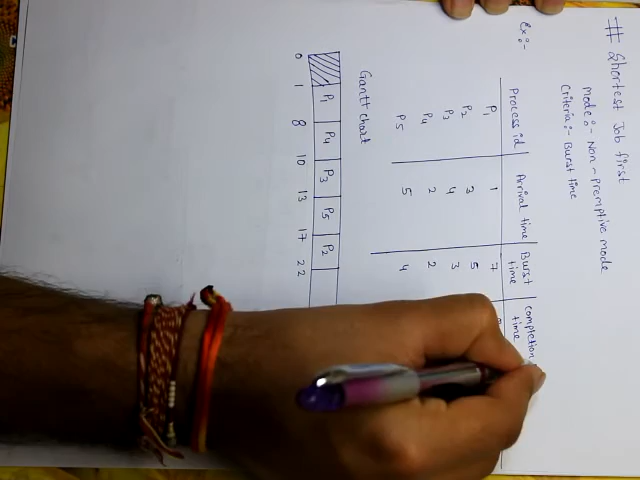 # Shortest Job first
mode:- Non-premptive mode
Criteria:- Burst time
Ex:-
Process id Arrival time Burst time completion time
P1 1 7
P2 3 5
P3 4 3
P4 2 2
P5 5 4
Gantt chart
P1 P4 P3 P5 P2
0 1 8 10 13 17 22